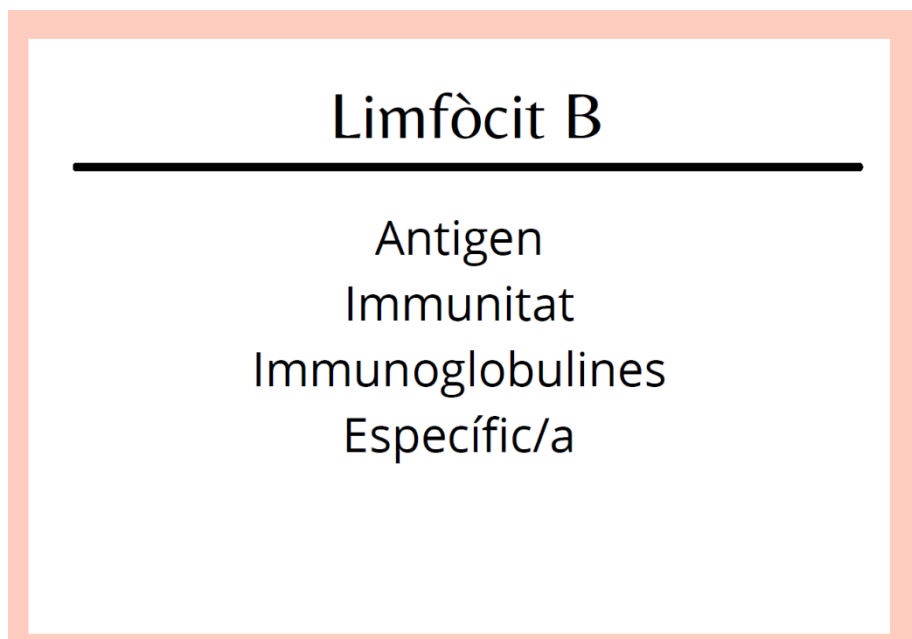 Limfòcit B
Antigen
Immunitat
Immunoglobulines
Específic/a